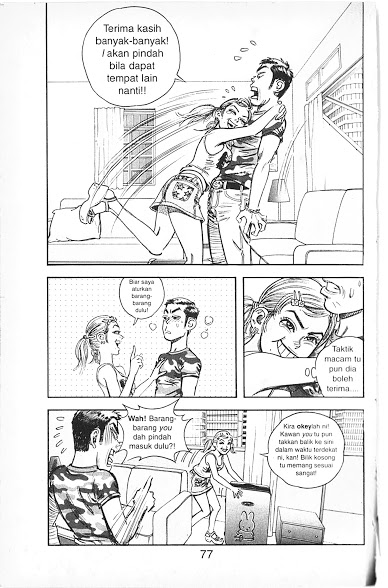 Terima kasih
banyak-banyak!
I akan pindah
bila dapat
tempat lain
nanti!!
Biar saya
aturkan
barang-
barang
dulu!
Taktik
macam tu
pun dia
boleh
terima....
Wah! Barang-
barang you
dah pindah
masuk dulu?!
Kira okeylah ni!
Kawan you tu pun
takkan balik ke sini
dalam waktu terdekat
ni, kan! Bilik kosong
tu memang sesuai
sangat!
77